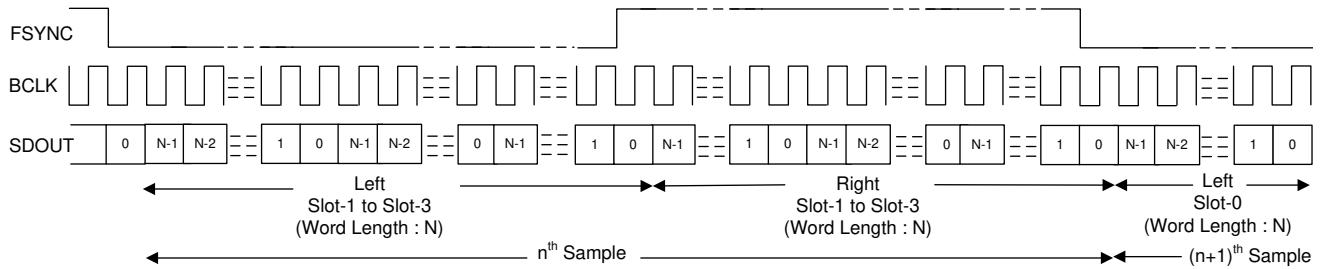 FSYNC
BCLK
SDOUT 0 N-1 N-2 1 0 N-1 N-2 0 N-1 1 0 N-1 1 0 N-1 N-2 0 N-1 1 0 N-1 N-2 1 0
Left Right Left
Slot-1 to Slot-3 Slot-1 to Slot-3 Slot-0
(Word Length : N) (Word Length : N) (Word Length : N)
nth Sample (n+1)th Sample